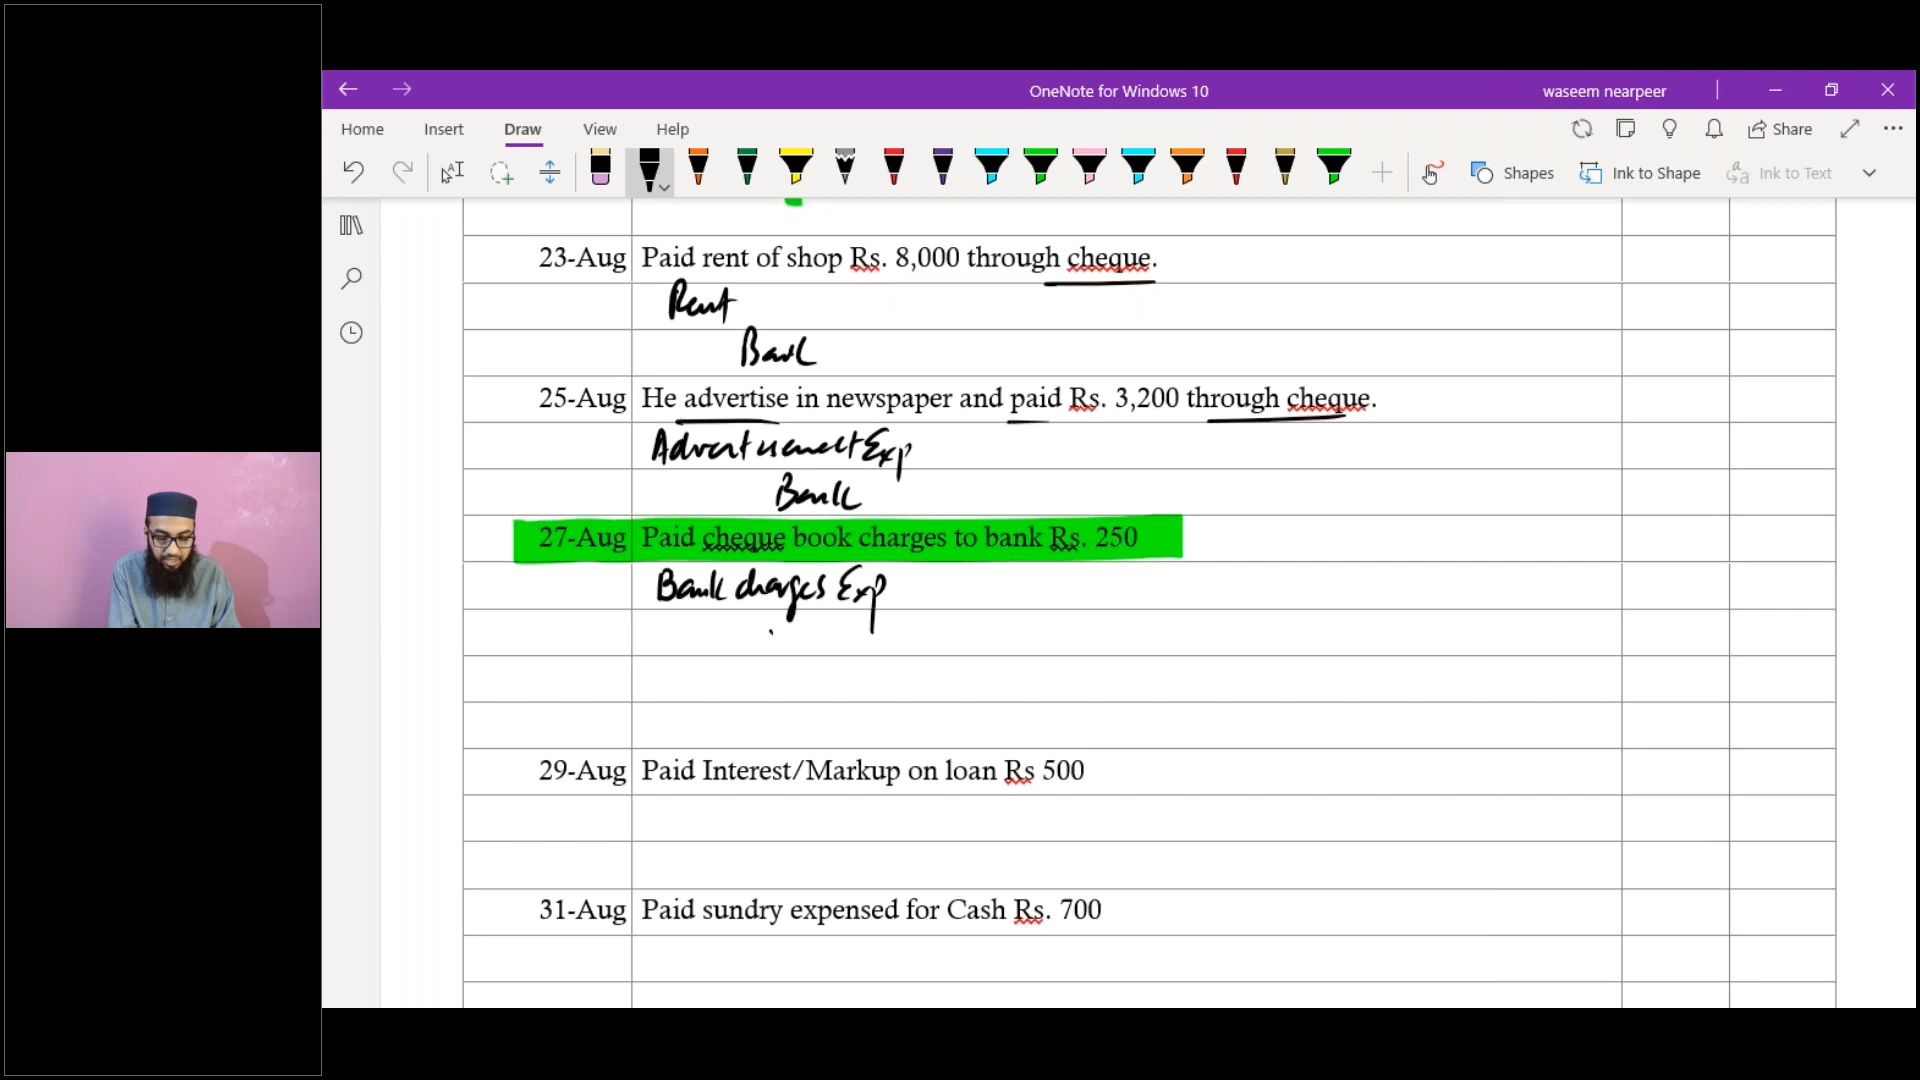 OneNote for Windows 10
waseem nearpeer
Home Insert Draw View Help
Share
Shapes
Ink to Shape
Ink to Text
23-Aug Paid rent of shop Rs. 8,000 through cheque.
Rent
Bank
25-Aug He advertise in newspaper and paid Rs. 3,200 through cheque.
Advertisement Exp
Bank
27-Aug Paid cheque book charges to bank Rs. 250
Bank charges Exp
29-Aug Paid Interest/Markup on loan Rs 500
31-Aug Paid sundry expensed for Cash Rs. 700